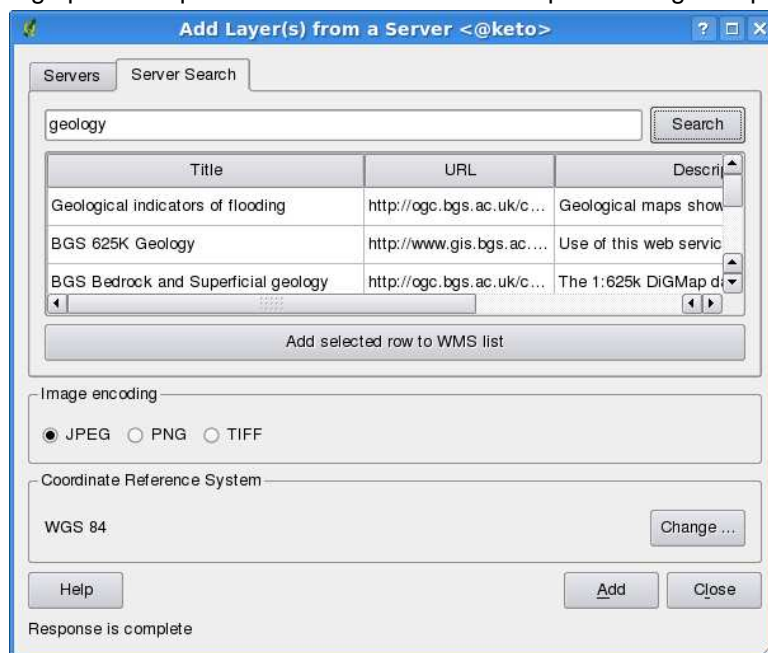 Add Layer(s) from a Server <@keto>
Servers Server Search
geology Search
Title URL
Geological indicators of flooding http://ogc.bgs.ac.uk/c... Geological maps show
BGS 625K Geology http://www.gis.bgs.ac.... Use of this web servic
BGS Bedrock and Superficial geology http://ogc.bgs.ac.uk/c... The 1:625k DiGMap
Add selected row to WMS list
Image encoding
JPEG PNG TIFF
Coordinate Reference System
WGS 84 Change ...
Help Add Close
Response is complete